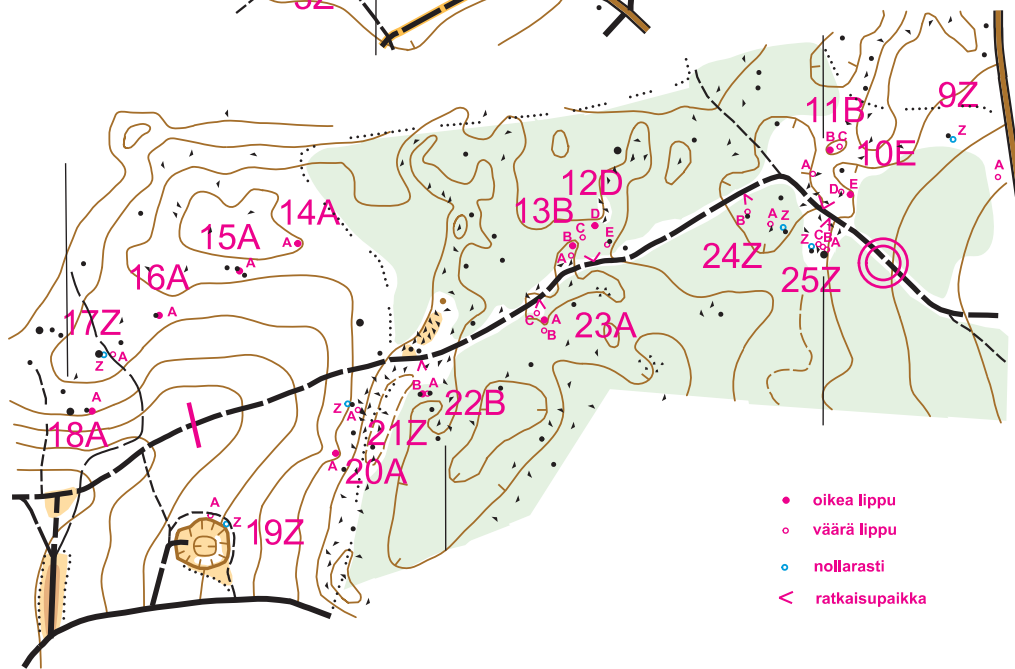 3Z
9Z
Z
11B
B C
10E
A
A
D E
12D
D
13B
C
B
E
A
14A
A
15A
A
16A
A
17Z
Z A
A
18A
24Z
B
A Z
Z C
B A
25Z
C A
B
23A
B A
22B
Z A
21Z
A
20A
A
Z
19Z
oikea lippu
väärä lippu
nollarasti
ratkaisupaikka